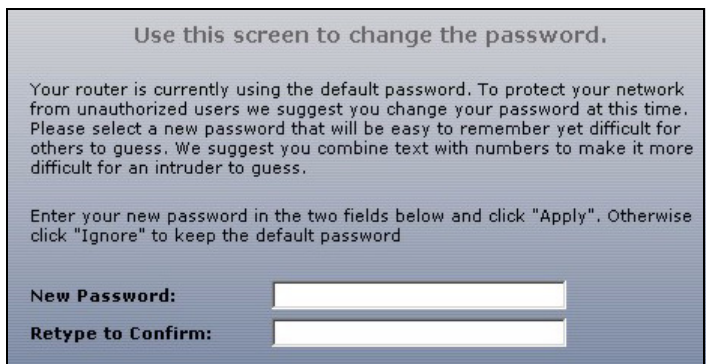 Use this screen to change the password.
Your router is currently using the default password. To protect your network
from unauthorized users we suggest you change your password at this time.
Please select a new password that will be easy to remember yet difficult for
others to guess. We suggest you combine text with numbers to make it more
difficult for an intruder to guess.
Enter your new password in the two fields below and click "Apply". Otherwise
click "Ignore" to keep the default password
New Password:
Retype to Confirm: